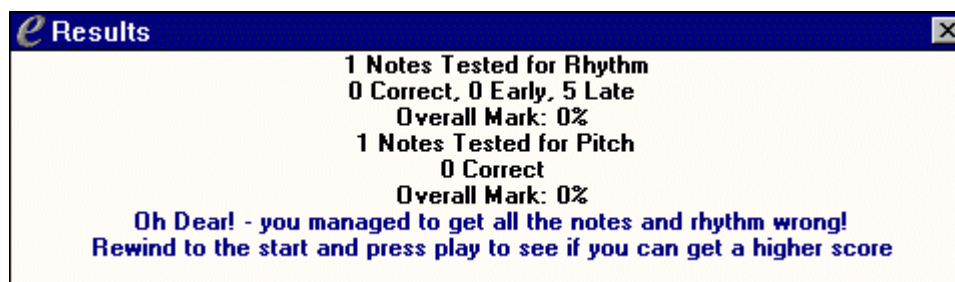 e Results
1 Notes Tested for Rhythm
0 Correct, 0 Early, 5 Late
Overall Mark: 0%
1 Notes Tested for Pitch
0 Correct
Overall Mark: 0%
Oh Dear! - you managed to get all the notes and rhythm wrong!
Rewind to the start and press play to see if you can get a higher score